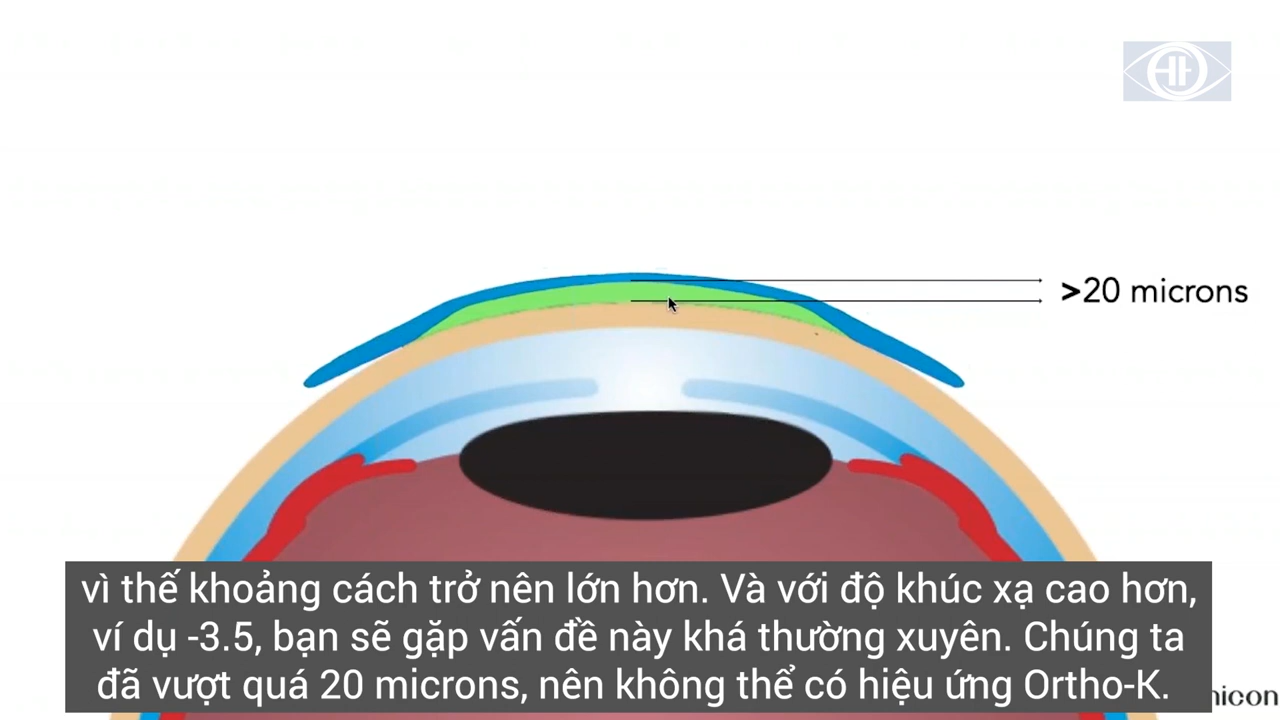 >20 microns
vì thế khoảng cách trở nên lớn hơn. Và với độ khúc xạ cao hơn,
ví dụ -3.5, bạn sẽ gặp vấn đề này khá thường xuyên. Chúng ta
đã vượt quá 20 microns, nên không thể có hiệu ứng Ortho-K.